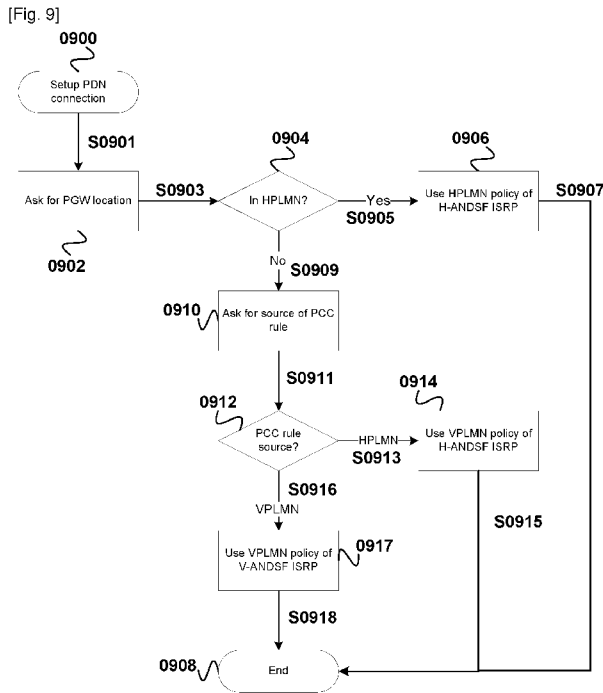 [Fig. 9]
0900
Setup PDN
connection
S0901
0904
0906
Ask for PGW location
S0903
In HPLMN?
Yes
S0905
Use HPLMN policy of
H-ANDSF ISRP
S0907
0902
No
S0909
0910
Ask for source of PCC
rule
S0911
0912
0914
PCC rule
source?
HPLMN
S0913
Use VPLMN policy of
H-ANDSF ISRP
S0916
VPLMN
S0915
Use VPLMN policy of
V-ANDSF ISRP
0917
S0918
0908
End